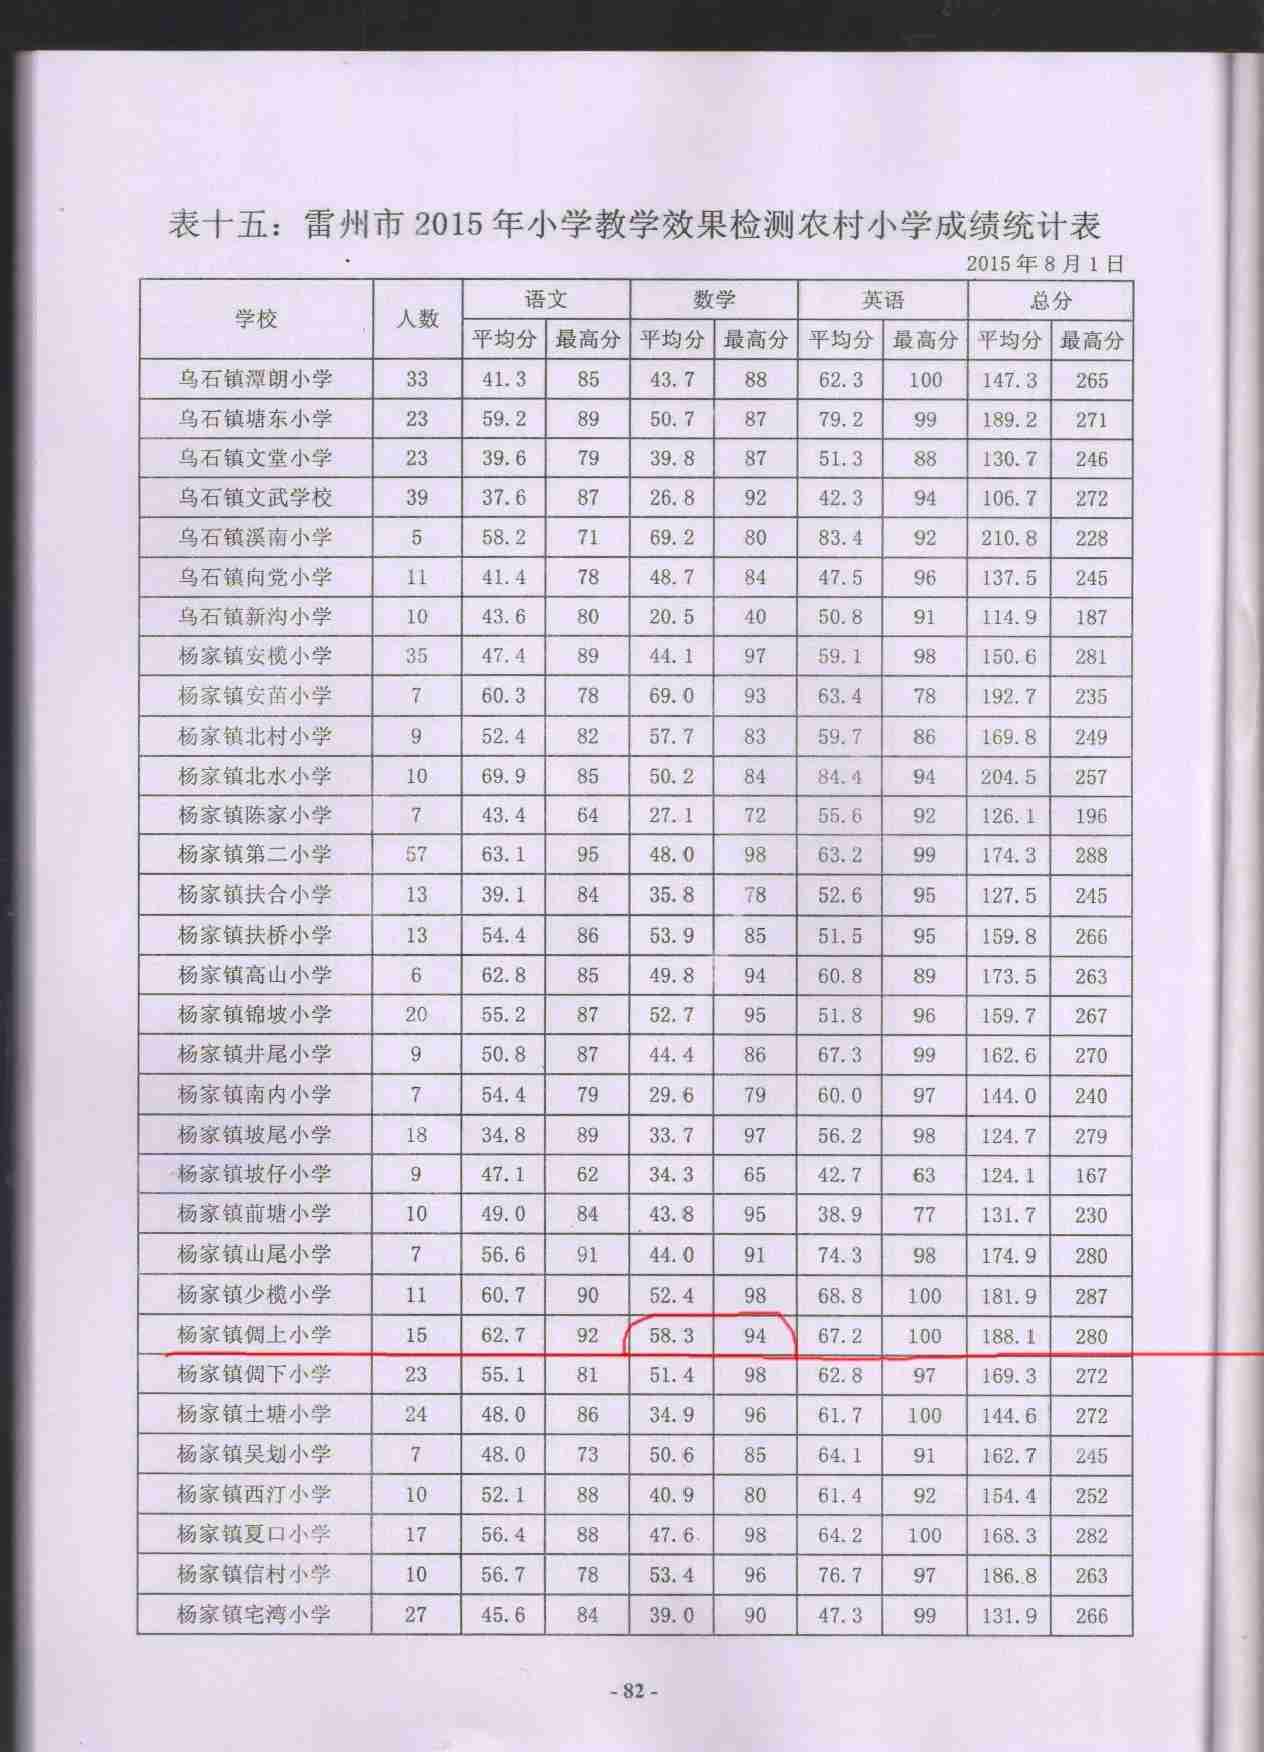 表十五：雷州市 2015 年小学教学效果检测农村小学成绩统计表
2015 年 8 月 1 日
学校 人数 语文 数学 英语 总分
平均分 最高分 平均分 最高分 平均分 最高分 平均分 最高分
乌石镇潭朗小学 33 41.3 85 43.7 88 62.3 100 147.3 265
乌石镇塘东小学 23 59.2 89 50.7 87 79.2 99 189.2 271
乌石镇文堂小学 23 39.6 79 39.8 87 51.3 88 130.7 246
乌石镇文武学校 39 37.6 87 26.8 92 42.3 94 106.7 272
乌石镇溪南小学 5 58.2 71 69.2 80 83.4 92 210.8 228
乌石镇向党小学 11 41.4 78 48.7 84 47.5 96 137.5 245
乌石镇新沟小学 10 43.6 80 20.5 40 50.8 91 114.9 187
杨家镇安榄小学 35 47.4 89 44.1 97 59.1 98 150.6 281
杨家镇安苗小学 7 60.3 78 69.0 93 63.4 78 192.7 235
杨家镇北村小学 9 52.4 82 57.7 83 59.7 86 169.8 249
杨家镇北水小学 10 69.9 85 50.2 84 84.4 94 204.5 257
杨家镇陈家小学 7 43.4 64 27.1 72 55.6 92 126.1 196
杨家镇第二小学 57 63.1 95 48.0 98 63.2 99 174.3 288
杨家镇扶合小学 13 39.1 84 35.8 78 52.6 95 127.5 245
杨家镇扶桥小学 13 54.4 86 53.9 85 51.5 95 159.8 266
杨家镇高山小学 6 62.8 85 49.8 94 60.8 89 173.5 263
杨家镇锦坡小学 20 55.2 87 52.7 95 51.8 96 159.7 267
杨家镇井尾小学 9 50.8 87 44.4 86 67.3 99 162.6 270
杨家镇南内小学 7 54.4 79 29.6 79 60.0 97 144.0 240
杨家镇坡尾小学 18 34.8 89 33.7 97 56.2 98 124.7 279
杨家镇坡仔小学 9 47.1 62 34.3 65 42.7 63 124.1 167
杨家镇前塘小学 10 49.0 84 43.8 95 38.9 77 131.7 230
杨家镇山尾小学 7 56.6 91 44.0 91 74.3 98 174.9 280
杨家镇少榄小学 11 60.7 90 52.4 98 68.8 100 181.9 287
杨家镇倜上小学 15 62.7 92 58.3 94 67.2 100 188.1 280
杨家镇倜下小学 23 55.1 81 51.4 98 62.8 97 169.3 272
杨家镇土塘小学 24 48.0 86 34.9 96 61.7 100 144.6 272
杨家镇吴划小学 7 48.0 73 50.6 85 64.1 91 162.7 245
杨家镇西汀小学 10 52.1 88 40.9 80 61.4 92 154.4 252
杨家镇夏口小学 17 56.4 88 47.6 98 64.2 100 168.3 282
杨家镇信村小学 10 56.7 78 53.4 96 76.7 97 186.8 263
杨家镇宅湾小学 27 45.6 84 39.0 90 47.3 99 131.9 266
- 82 -